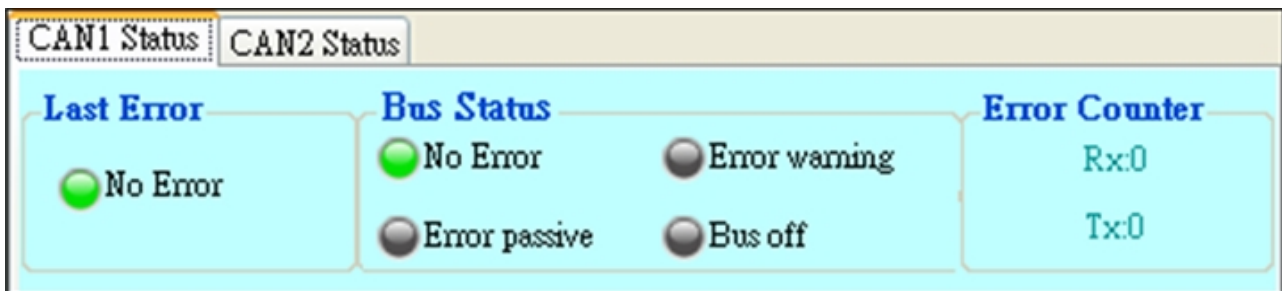 CAN1 Status CAN2 Status
Last Error Bus Status Error Counter
No Error Error warning Rx:0
No Error
Error passive Bus off Tx:0